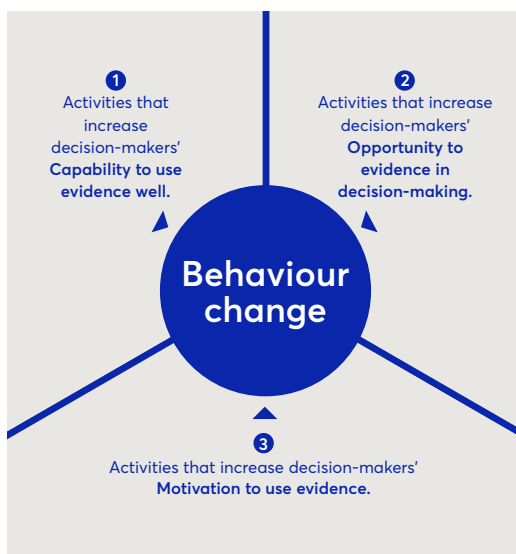 1
Activities that
increase
decision-makers'
Capability to use
evidence well.
2
Activities that increase
decision-makers'
Opportunity to
evidence in
decision-making.
Behaviour
change
3
Activities that increase decision-makers'
Motivation to use evidence.